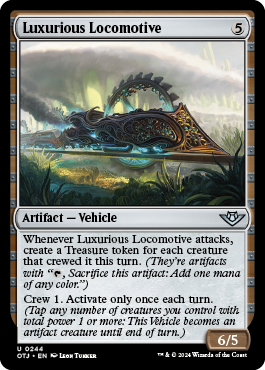 Luxurious Locomotive 5
Artifact — Vehicle
Whenever Luxurious Locomotive attacks,
create a Treasure token for each creature
that crewed it this turn. (They're artifacts
with “T, Sacrifice this artifact: Add one mana
of any color.”)
Crew 1. Activate only once each turn.
(Tap any number of creatures you control with
total power 1 or more: This Vehicle becomes an
artifact creature until end of turn.)
6/5
U 0244
OTJ • EN LEON TUKKER
™ & © 2024 Wizards of the Coast